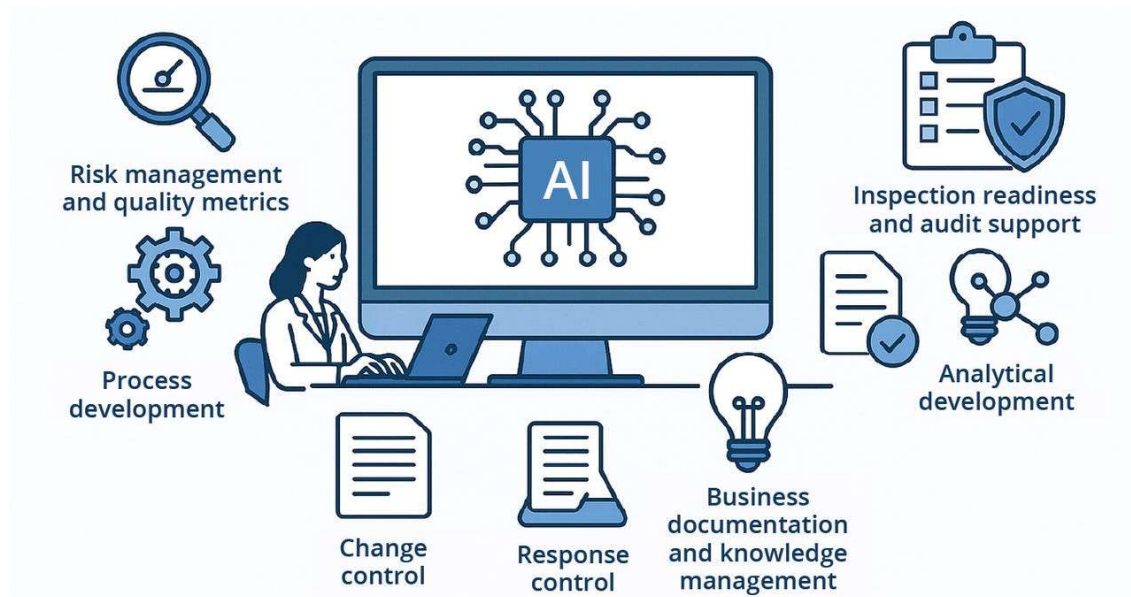 AI
Risk management
and quality metrics
Inspection readiness
and audit support
Process
development
Analytical
development
Change
control
Response
control
Business
documentation
and knowledge
management